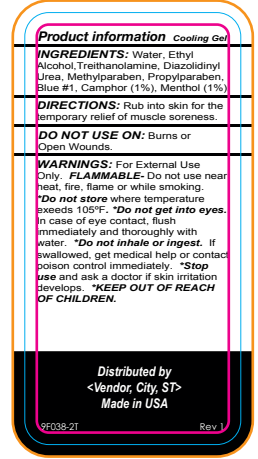 Product information Cooling Gel
INGREDIENTS: Water, Ethyl
Alcohol,Treithanolamine, Diazolidinyl
Urea, Methylparaben, Propylparaben,
Blue #1, Camphor (1%), Menthol (1%)
DIRECTIONS: Rub into skin for the
temporary relief of muscle soreness.
DO NOT USE ON: Burns or
Open Wounds.
WARNINGS: For External Use
Only. FLAMMABLE- Do not use near
heat, fire, flame or while smoking.
*Do not store where temperature
exeeds 105ºF. *Do not get into eyes.
In case of eye contact, flush
immediately and thoroughly with
water. *Do not inhale or ingest. If
swallowed, get medical help or contact
poison control immediately. *Stop
use and ask a doctor if skin irritation
develops. *KEEP OUT OF REACH
OF CHILDREN.
Distributed by
<Vendor, City, ST>
Made in USA
9F038-2T Rev 1